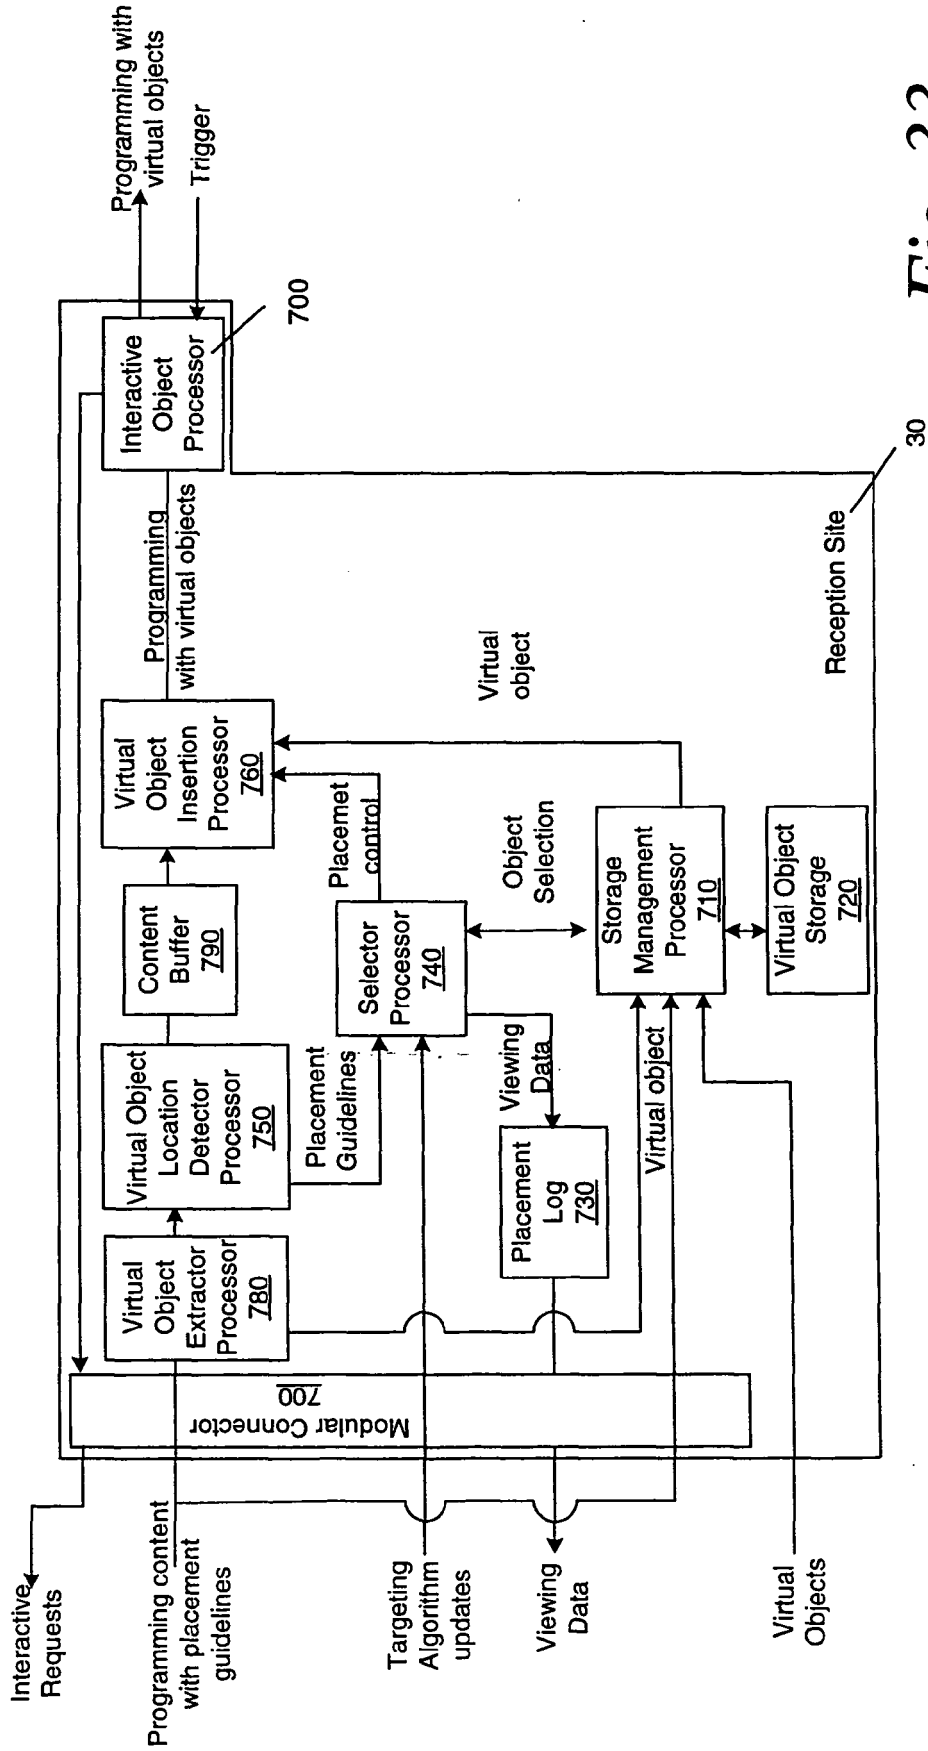 Programming with
virtual objects
Trigger
Interactive
Object
Processor
700
Programming
with virtual objects
Virtual
Object
Insertion
Processor
760
Content
Buffer
790
Virtual Object
Location
Detector
Processor
750
Virtual
Object
Extractor
Processor
780
Modular Connector
700
Interactive
Requests
Programming content
with placement
guidelines
Placement
Guidelines
Placemet
control
Selector
Processor
740
Targeting
Algorithm
updates
Viewing
Data
Placement
Log
730
Viewing
Data
Object
Selection
Virtual
object
Storage
Management
Processor
710
Virtual object
Virtual Object
Storage
720
Virtual
Objects
Reception Site
30